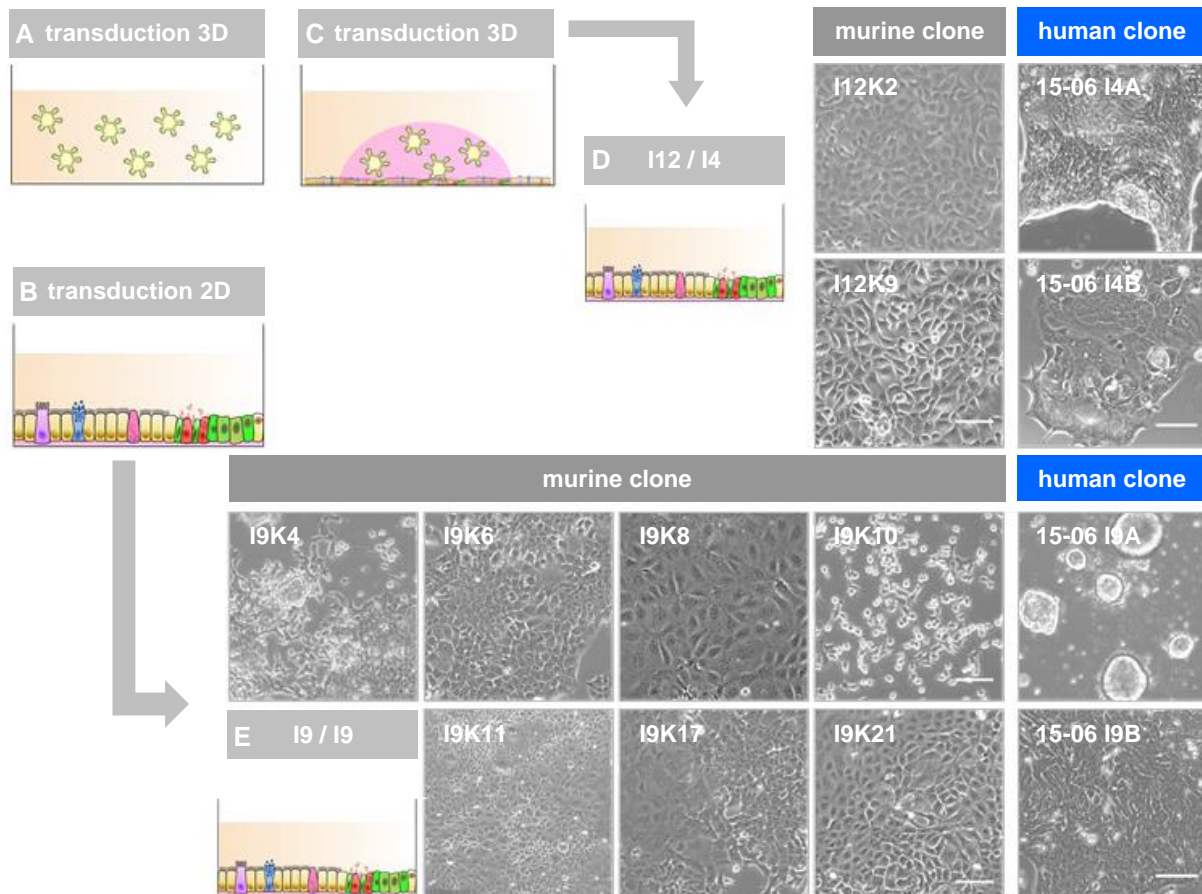 A transduction 3D
C transduction 3D
murine clone
human clone
I12K2
15-06 I4A
D I12 / I4
B transduction 2D
I12K9
15-06 I4B
murine clone
human clone
I9K4
I9K6
I9K8
I9K10
15-06 I9A
E I9 / I9
I9K11
I9K17
I9K21
15-06 I9B